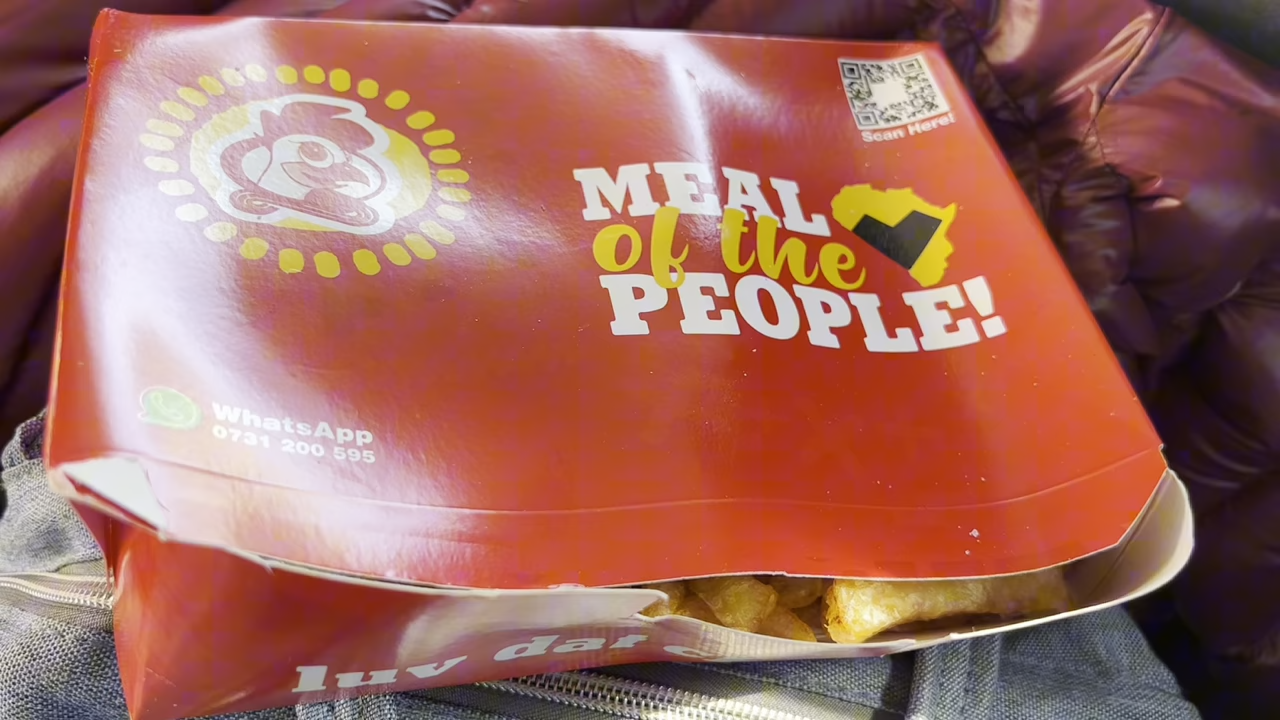 Scan Here!
MEAL
of the
PEOPLE!
WhatsApp
0731 200 595
luv dat